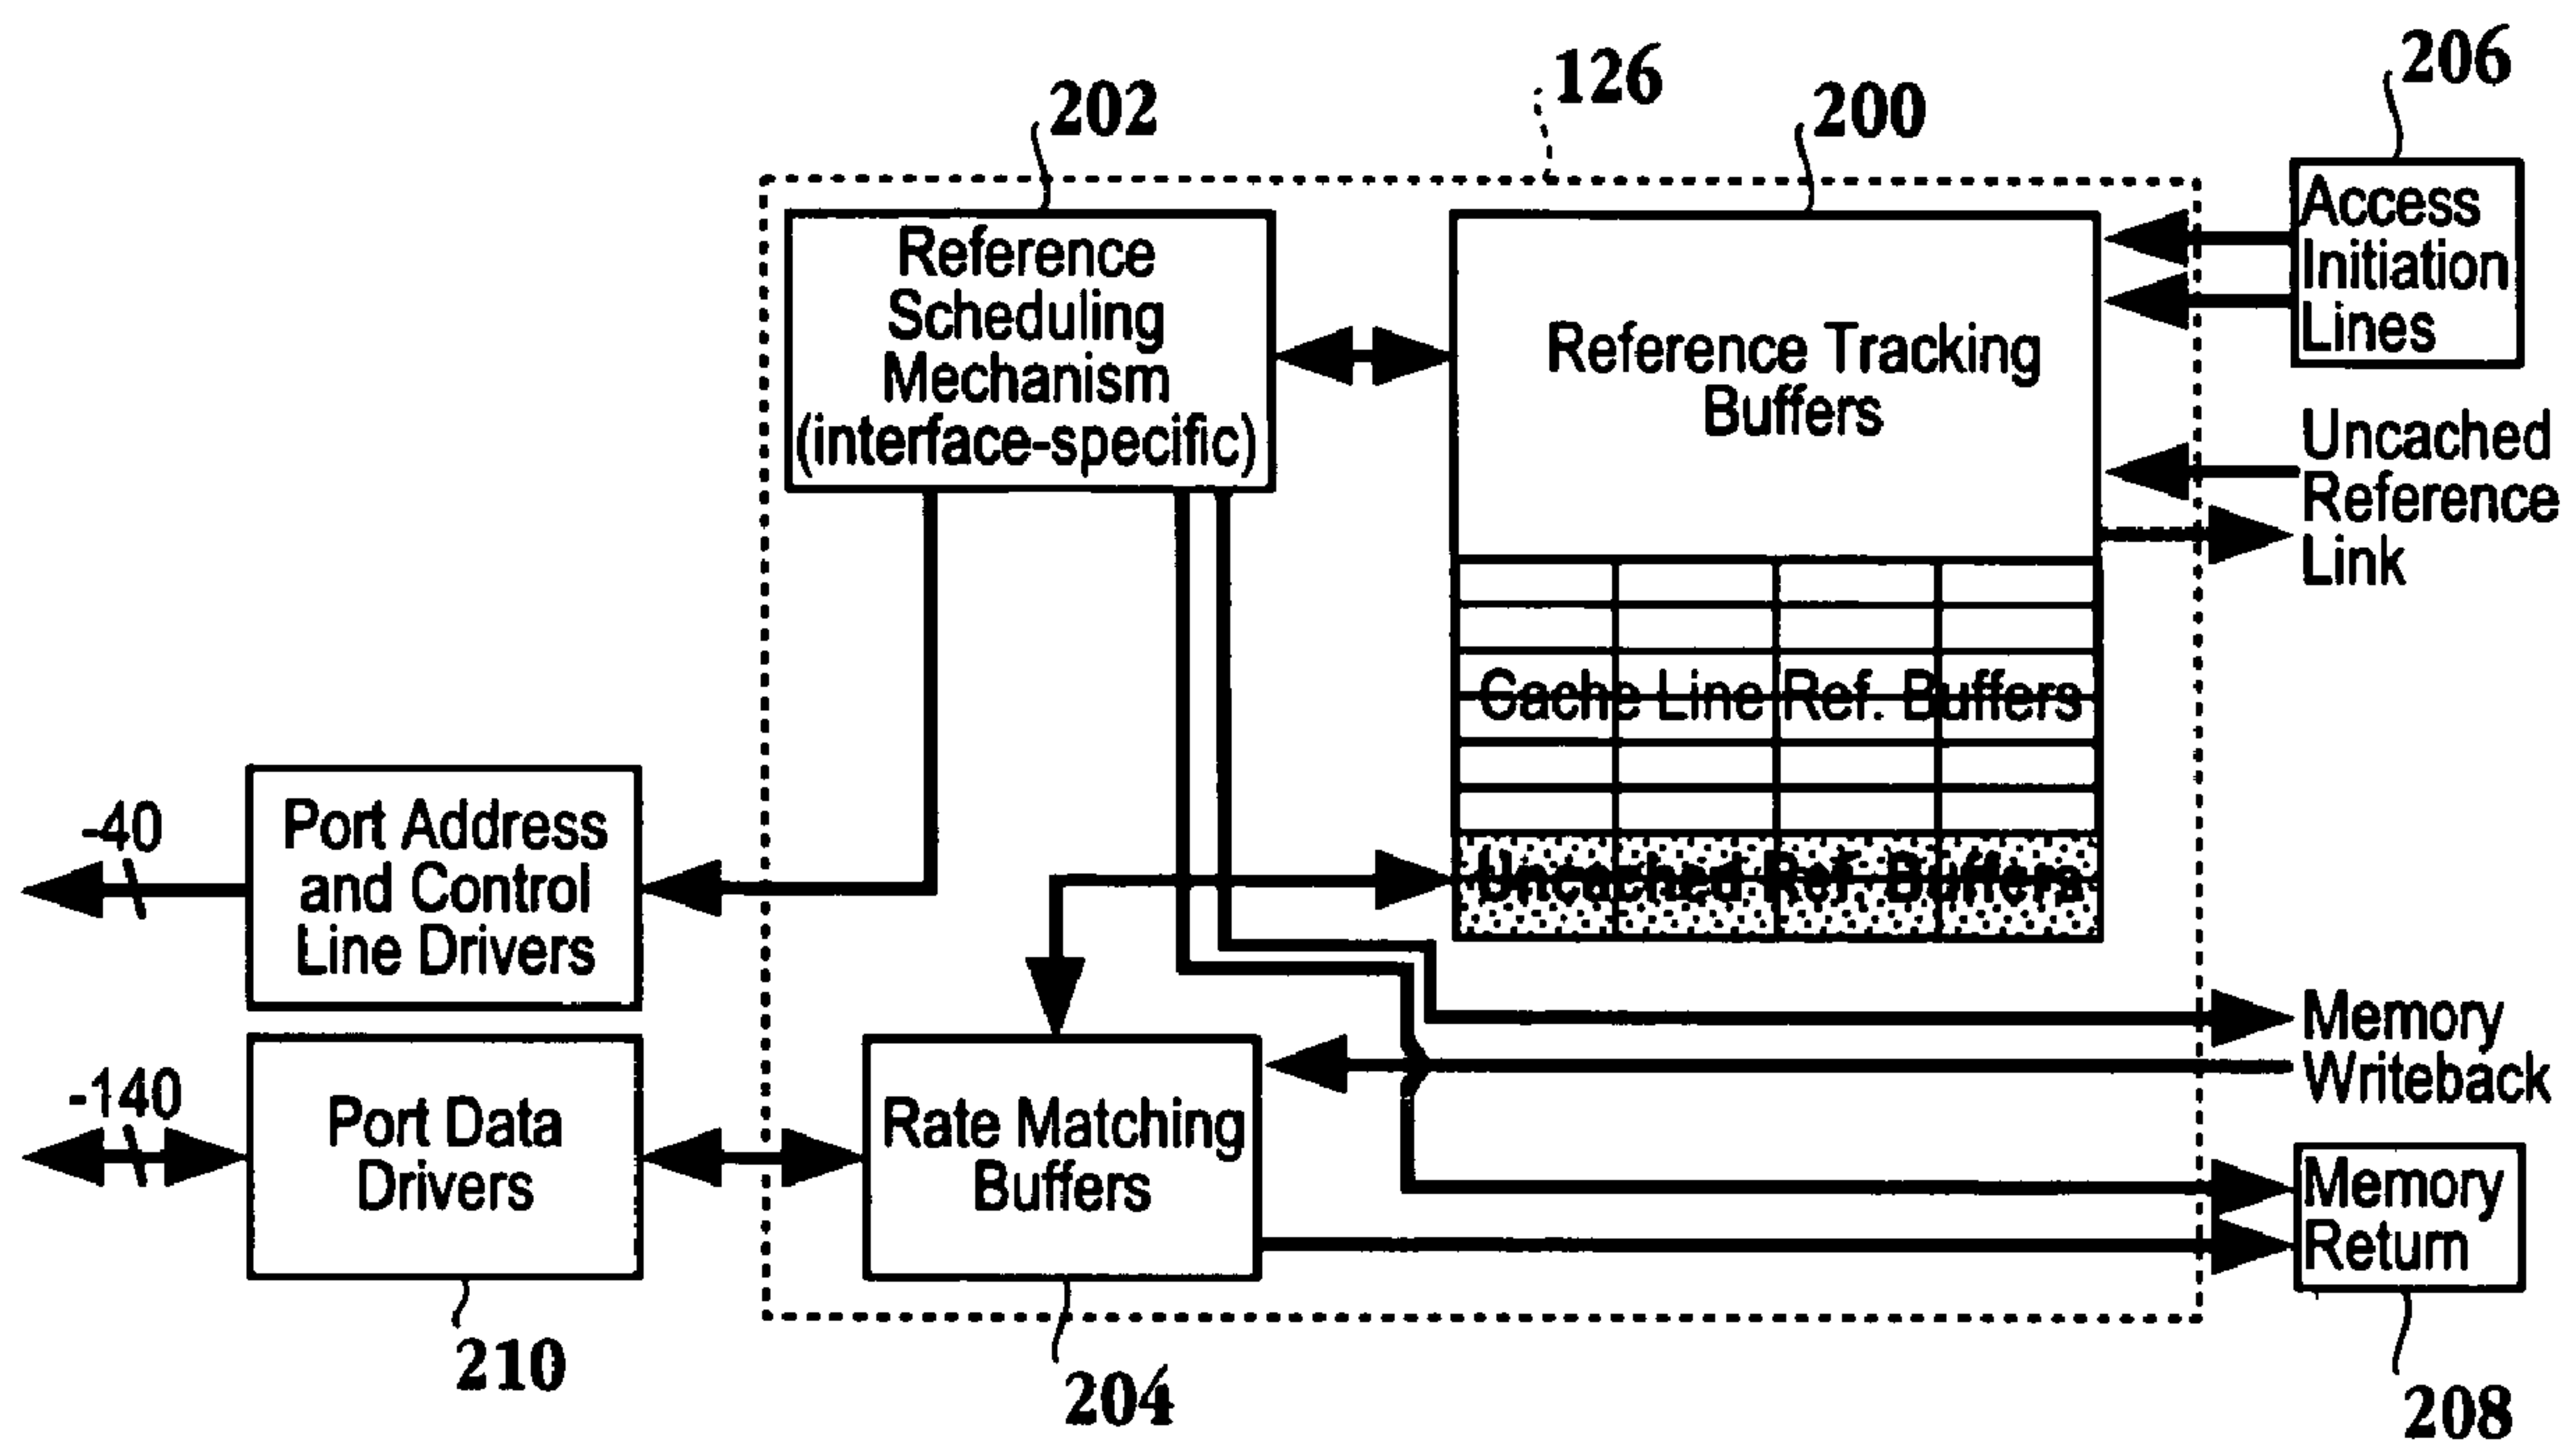 202
126
200
206
Reference
Scheduling
Mechanism
(interface-specific)
Reference Tracking
Buffers
Access
Initiation
Lines
Uncached
Reference
Link
Cache Line Ref. Buffers
Uncached Ref. Buffers
-40
Port Address
and Control
Line Drivers
-140
Port Data
Drivers
Rate Matching
Buffers
Memory
Writeback
Memory
Return
210
204
208